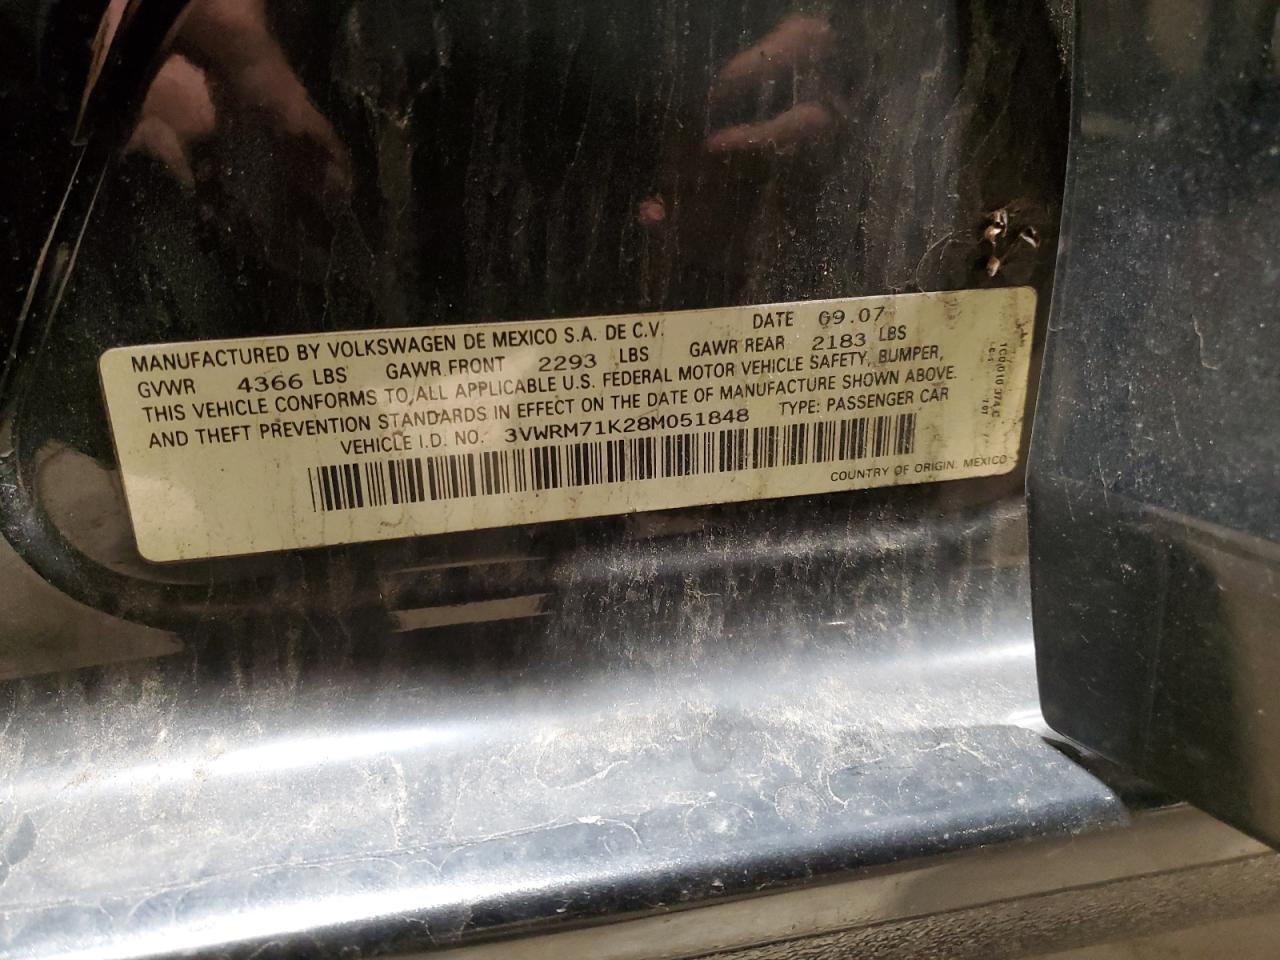 MANUFACTURED BY VOLKSWAGEN DE MEXICO S.A. DE C.V. DATE 09.07
GVWR 4366 LBS GAWR FRONT 2293 LBS GAWR REAR 2183 LBS
THIS VEHICLE CONFORMS TO ALL APPLICABLE U.S. FEDERAL MOTOR VEHICLE SAFETY, BUMPER,
AND THEFT PREVENTION STANDARDS IN EFFECT ON THE DATE OF MANUFACTURE SHOWN ABOVE.
VEHICLE I.D. NO. 3VWRM71K28M051848 TYPE: PASSENGER CAR
COUNTRY OF ORIGIN. MEXICO
1C0010